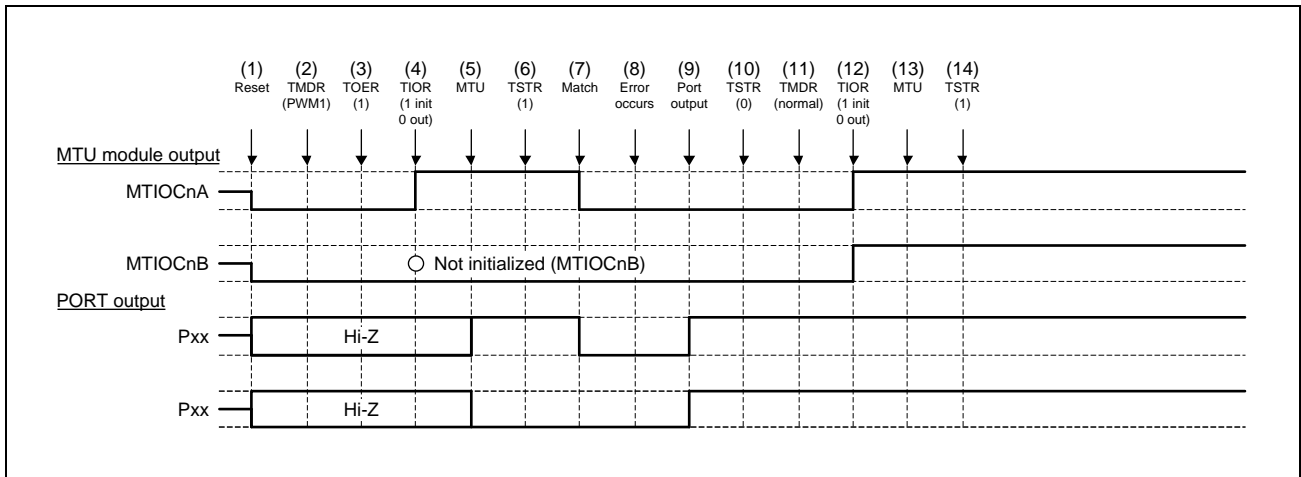 (1) (2) (3) (4) (5) (6) (7) (8) (9) (10) (11) (12) (13) (14)
Reset TMDR TOER TIOR MTU TSTR Match Error Port TSTR TMDR TIOR MTU TSTR
(PWM1) (1) (1 init (1) occurs output (0) (normal) (1 init (1)
0 out) 0 out)
MTU module output
MTIOCnA
MTIOCnB Not initialized (MTIOCnB)
PORT output
Pxx Hi-Z
Pxx Hi-Z